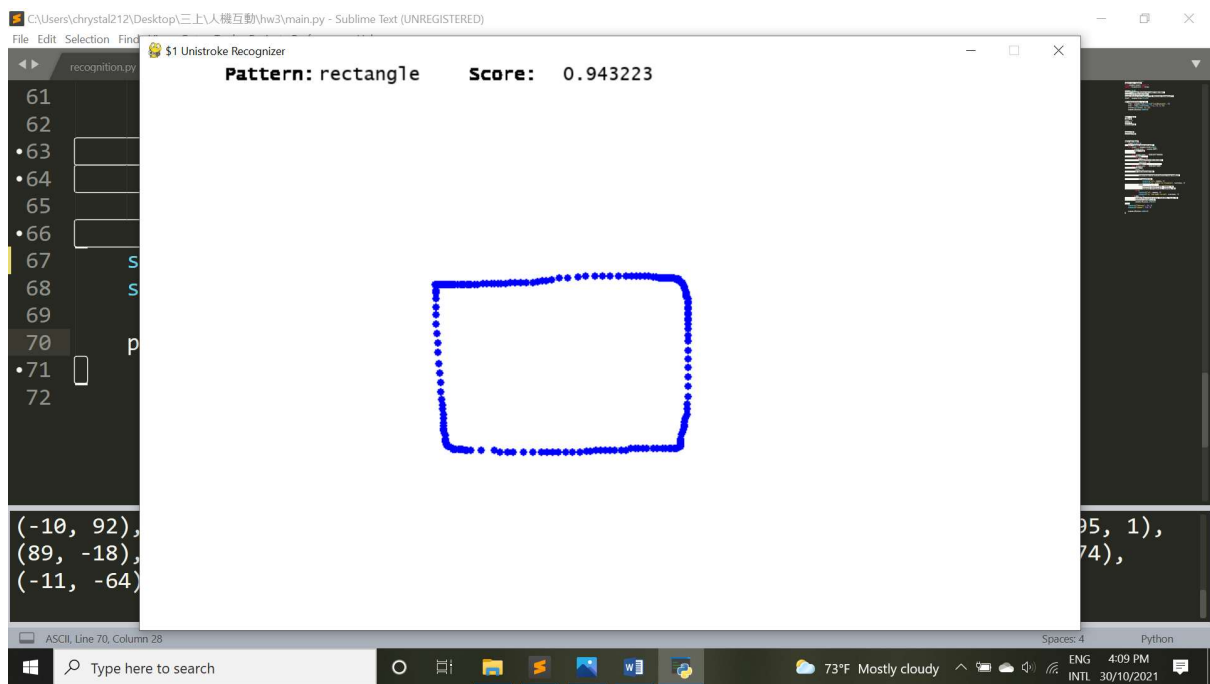 C:\Users\chrystal212\Desktop\三上\人機互動\hw3\main.py - Sublime Text (UNREGISTERED)
File Edit Selection Find
$1 Unistroke Recognizer
recognition.py
Pattern: rectangle Score: 0.943223
61
62
63
64
65
66
67 s
68 s
69
70 p
71
72
(-10, 92), 95, 1),
(89, -18), 74),
(-11, -64)
ASCII, Line 70, Column 28 Spaces: 4 Python
Type here to search 73°F Mostly cloudy ENG 4:09 PM
INTL 30/10/2021